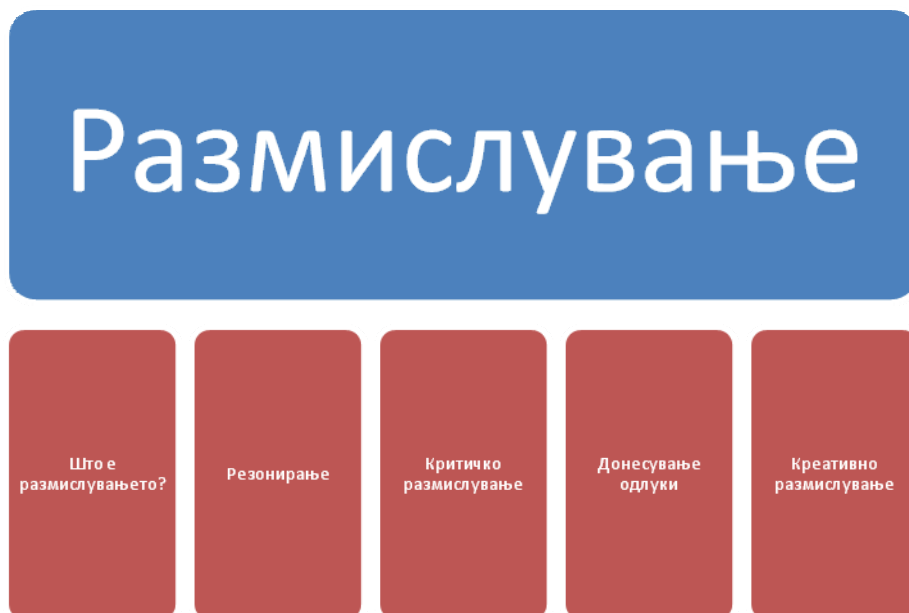 Размислување
Што е
размислувањето?
Резонирање
Критичко
размислување
Донесување
одлуки
Креативно
размислување